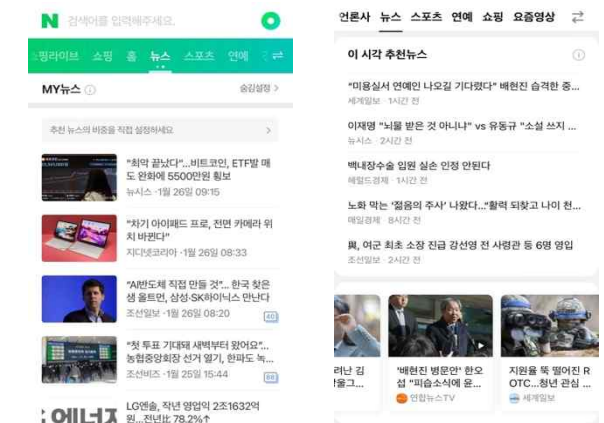 N 검색어를 입력해주세요.
쇼핑라이브 쇼핑 홈 뉴스 스포츠 연예
MY뉴스 숨김설정 >
추천 뉴스의 비중을 직접 설정하세요 >
"최악 끝났다"...비트코인, ETF발 매
도 완화에 5500만원 횡보
뉴시스 · 1월 26일 09:15
"차기 아이패드 프로, 전면 카메라 위
치 바뀐다"
지디넷코리아 · 1월 26일 08:33
"AI반도체 직접 만들 것"... 한국 찾은
샘 올트먼, 삼성·SK하이닉스 만난다
조선일보 · 1월 26일 08:20
"첫 투표 기대돼 새벽부터 왔어요"...
농협중앙회장 선거 열기, 한파도 녹...
조선비즈 · 1월 25일 15:44
LG엔솔, 작년 영업익 2조1632억
원...전년比 78.2%↑
언론사 뉴스 스포츠 연예 쇼핑 요즘영상
이 시각 추천뉴스
"미용실서 연예인 나오길 기다렸다" 배현진 습격한 중...
세계일보 · 1시간 전
이재명 "뇌물 받은 것 아니냐" vs 유동규 "소설 쓰지 ...
뉴시스 · 2시간 전
백내장수술 입원 실손 인정 안된다
헤럴드경제 · 1시간 전
노화 막는 '젊음의 주사' 나왔다..."활력 되찾고 나이 천...
매일경제 · 8시간 전
與, 여군 최초 소장 진급 강선영 전 사령관 등 6명 영입
조선일보 · 2시간 전
'배현진 병문안' 한오
섭 "피습소식에 윤...
연합뉴스TV
지원율 뚝 떨어진 R
OTC...청년 관심 ...
세계일보